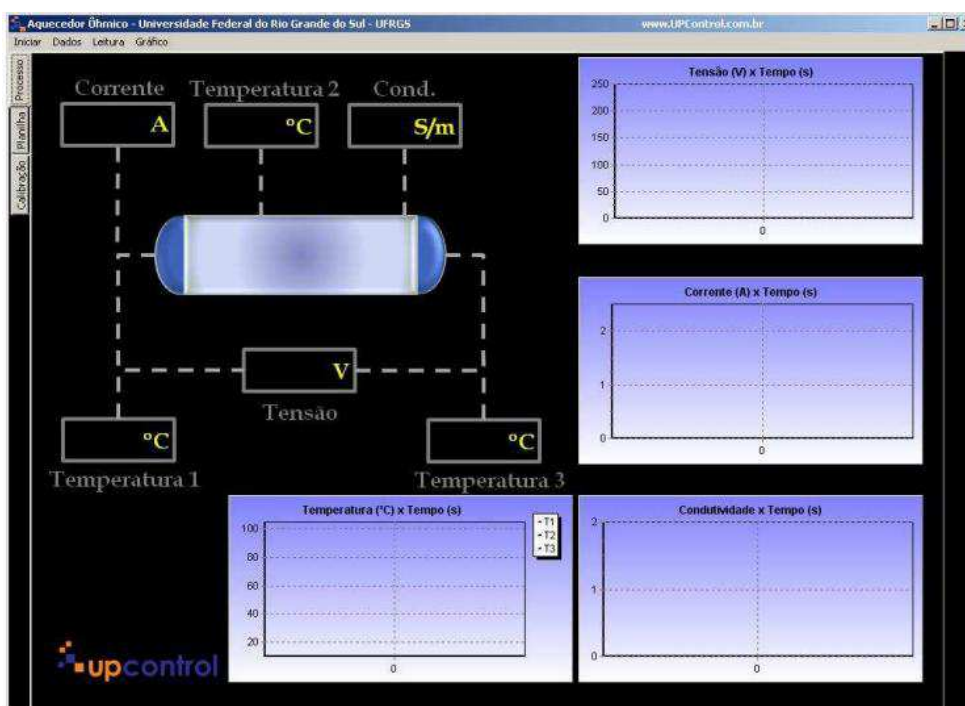 Aquecedor Ôhmico - Universidade Federal do Rio Grande do Sul - UFRGS www.UPControl.com.br
Iniciar Dados Leitura Gráfico
Processo
Planilha
Calibração
Corrente Temperatura 2 Cond.
A ºC S/m
V
Tensão
ºC ºC
Temperatura 1 Temperatura 3
Tensão (V) x Tempo (s)
250
200
150
100
50
0
0
Corrente (A) x Tempo (s)
2
1
0
0
Temperatura (°C) x Tempo (s)
100
80
60
40
20
0
T1
T2
T3
Condutividade x Tempo (s)
2
1
0
0
upcontrol